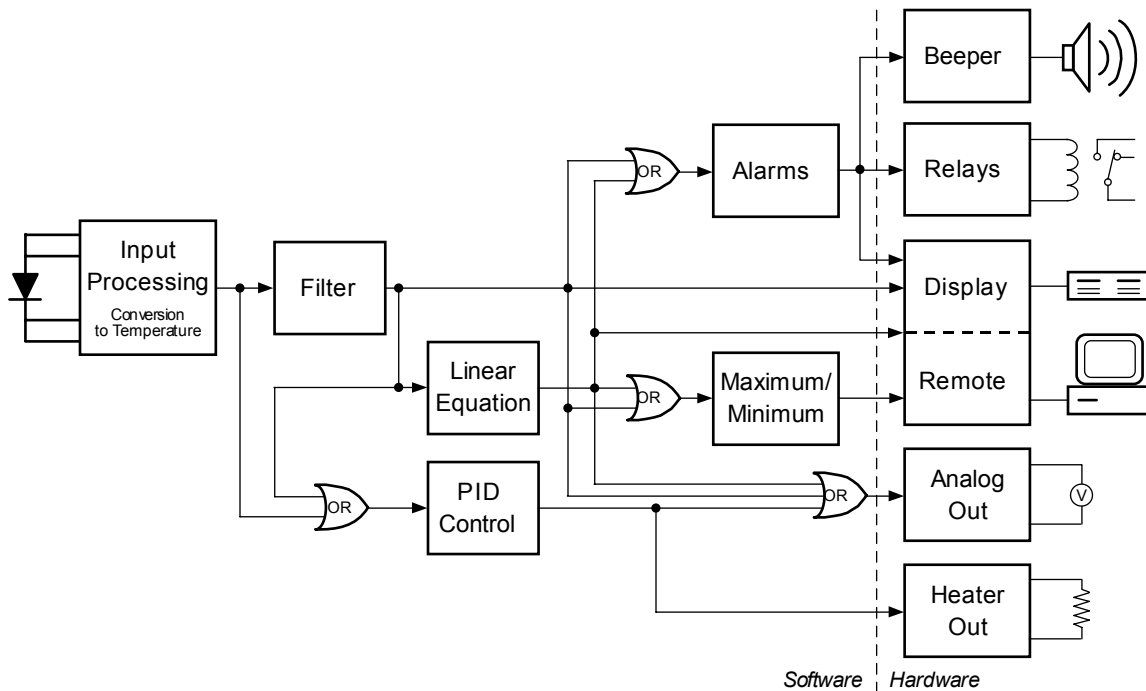 Beeper
OR
Alarms
Relays
Input
Processing
Conversion
to Temperature
Filter
Display
Linear
Equation
OR
Maximum/
Minimum
Remote
OR
PID
Control
OR
Analog
Out
V
Heater
Out
Software
Hardware